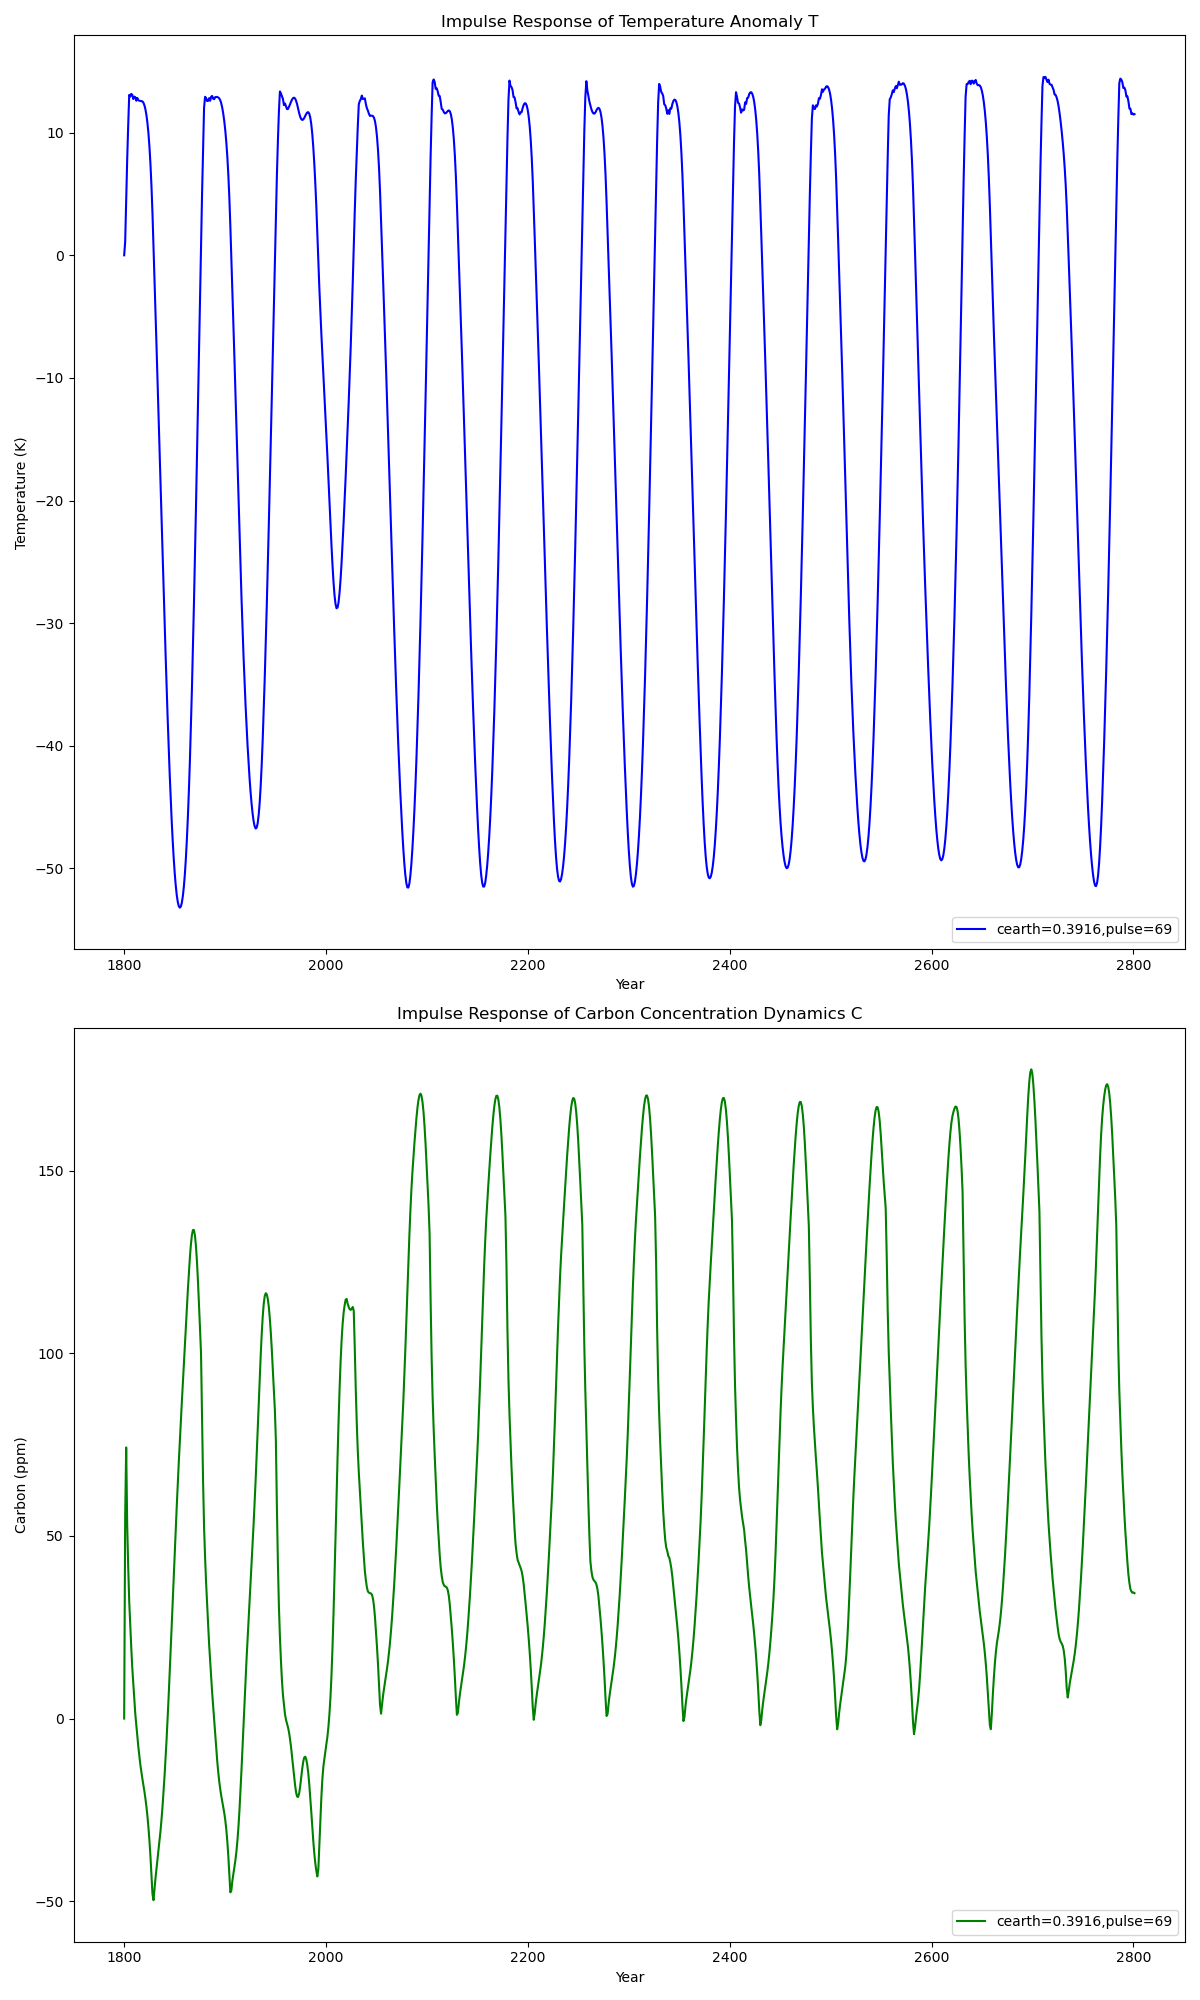 Impulse Response of Temperature Anomaly T
10
0
−10
−20
−30
−40
−50
Temperature (K)
cearth=0.3916,pulse=69
1800 2000 2200 2400 2600 2800
Year
Impulse Response of Carbon Concentration Dynamics C
150
100
50
0
−50
Carbon (ppm)
cearth=0.3916,pulse=69
1800 2000 2200 2400 2600 2800
Year